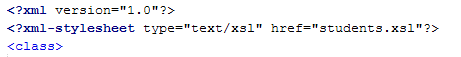 <?xml version="1.0"?>
<?xml-stylesheet type="text/xsl" href="students.xsl"?>
<class>